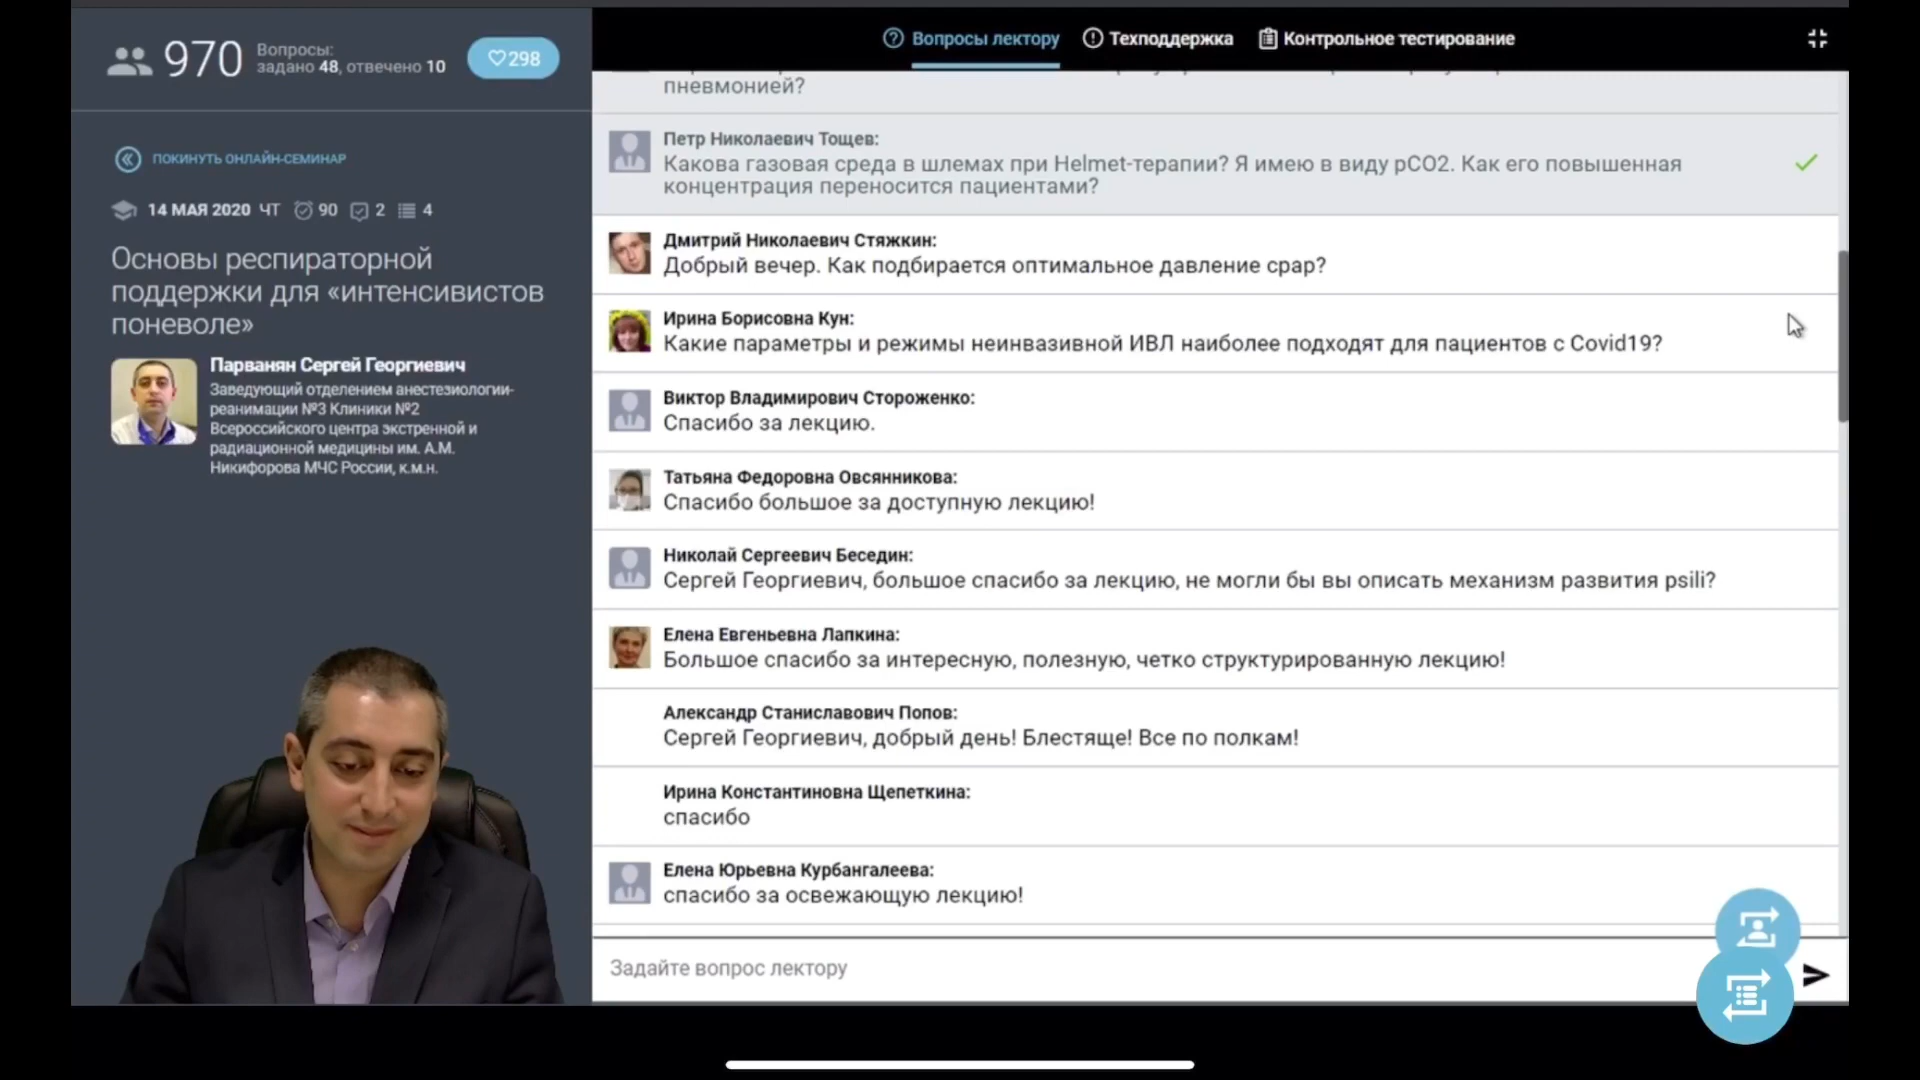 970
Вопросы:
задано 48, отвечено 10
298
ПОКИНУТЬ ОНЛАЙН-СЕМИНАР
14 МАЯ 2020 ЧТ 90 2 4
Основы респираторной
поддержки для «интенсивистов
поневоле»
Парванян Сергей Георгиевич
Заведующий отделением анестезиологии-
реанимации №3 Клиники №2
Всероссийского центра экстренной и
радиационной медицины им. А.М.
Никифорова МЧС России, к.м.н.
Вопросы лектору Техподдержка Контрольное тестирование
пневмонией?
Петр Николаевич Тощев:
Какова газовая среда в шлемах при Helmet-терапии? Я имею в виду pCO2. Как его повышенная
концентрация переносится пациентами?
Дмитрий Николаевич Стяжкин:
Добрый вечер. Как подбирается оптимальное давление срар?
Ирина Борисовна Кун:
Какие параметры и режимы неинвазивной ИВЛ наиболее подходят для пациентов с Covid19?
Виктор Владимирович Стороженко:
Спасибо за лекцию.
Татьяна Федоровна Овсянникова:
Спасибо большое за доступную лекцию!
Николай Сергеевич Беседин:
Сергей Георгиевич, большое спасибо за лекцию, не могли бы вы описать механизм развития psili?
Елена Евгеньевна Лапкина:
Большое спасибо за интересную, полезную, четко структурированную лекцию!
Александр Станиславович Попов:
Сергей Георгиевич, добрый день! Блестяще! Все по полкам!
Ирина Константиновна Щепеткина:
спасибо
Елена Юрьевна Курбангалеева:
спасибо за освежающую лекцию!
Задайте вопрос лектору